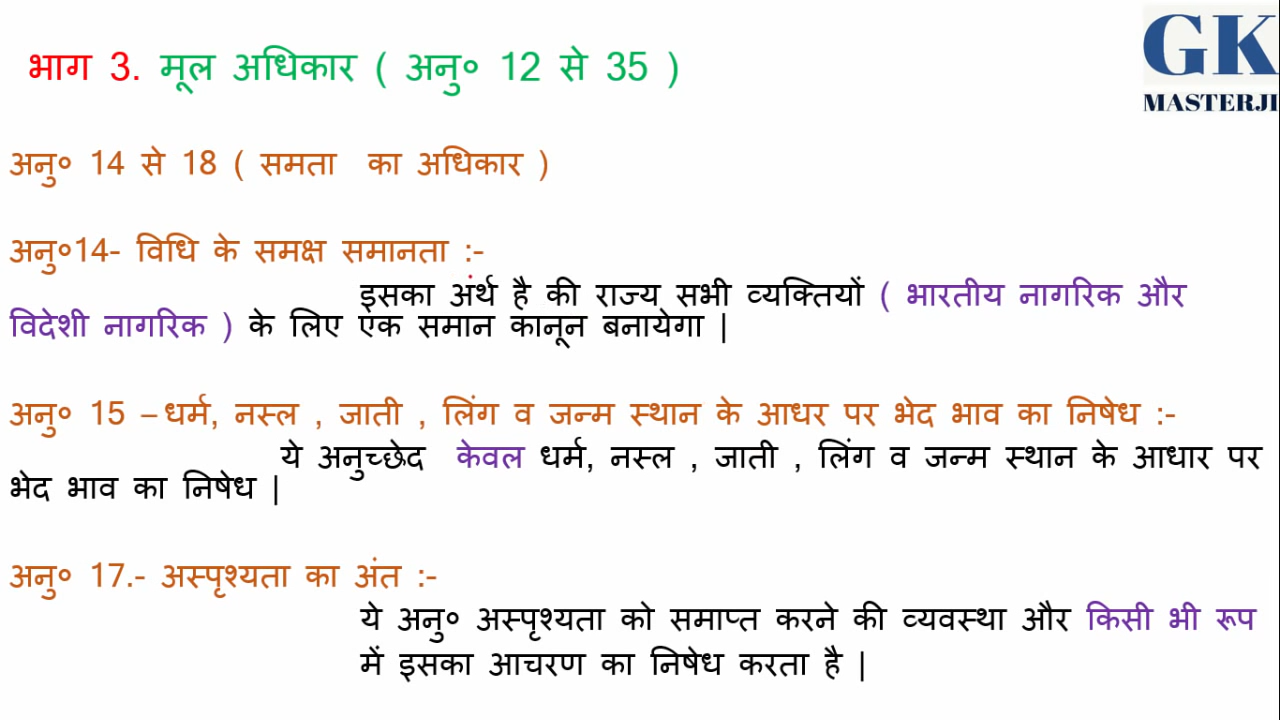 भाग 3. मूल अधिकार ( अनु० 12 से 35 )
GK
MASTERJI
अनु० 14 से 18 ( समता का अधिकार )
अनु०14- विधि के समक्ष समानता :-
इसका अंर्थ है की राज्य सभी व्यक्तियों ( भारतीय नागरिक और
विदेशी नागरिक ) के लिए एक समान कानून बनायेगा |
अनु० 15 – धर्म, नस्ल , जाती , लिंग व जन्म स्थान के आधर पर भेद भाव का निषेध :-
ये अनुच्छेद केवल धर्म, नस्ल , जाती , लिंग व जन्म स्थान के आधार पर
भेद भाव का निषेध |
अनु० 17.- अस्पृश्यता का अंत :-
ये अनु० अस्पृश्यता को समाप्त करने की व्यवस्था और किसी भी रूप
में इसका आचरण का निषेध करता है |